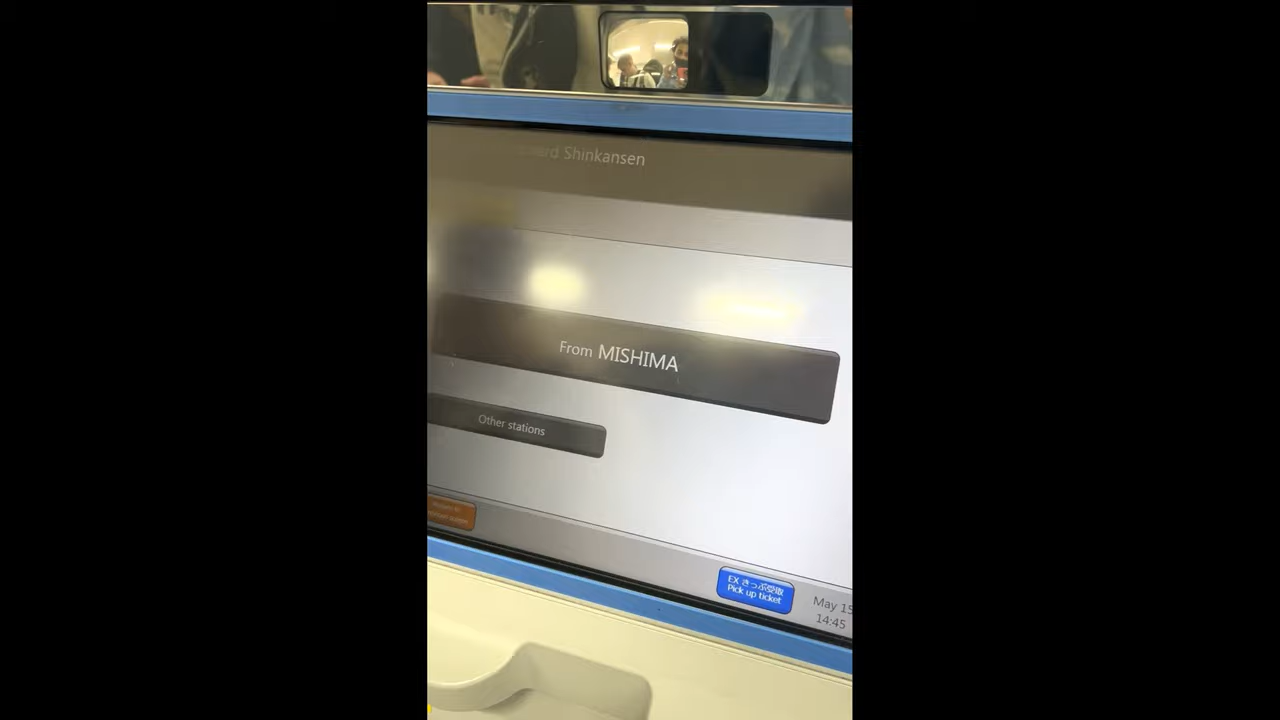 Shinkansen
From MISHIMA
Other stations
EX きっぷ受取
Pick up ticket
May 15
14:45